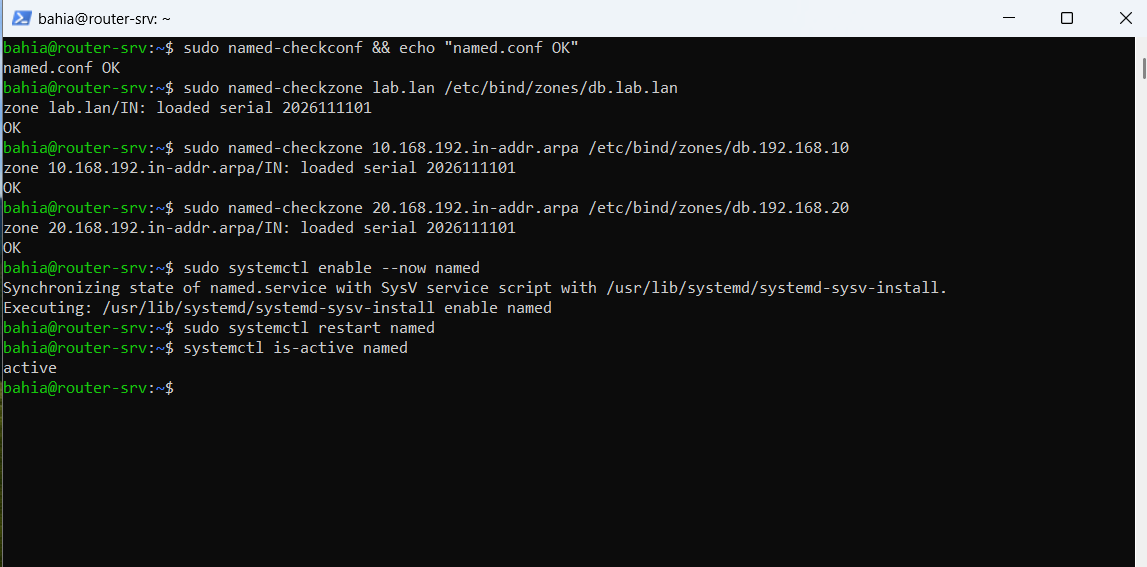 bahia@router-srv: ~
bahia@router-srv:~$ sudo named-checkconf && echo "named.conf OK"
named.conf OK
bahia@router-srv:~$ sudo named-checkzone lab.lan /etc/bind/zones/db.lab.lan
zone lab.lan/IN: loaded serial 2026111101
OK
bahia@router-srv:~$ sudo named-checkzone 10.168.192.in-addr.arpa /etc/bind/zones/db.192.168.10
zone 10.168.192.in-addr.arpa/IN: loaded serial 2026111101
OK
bahia@router-srv:~$ sudo named-checkzone 20.168.192.in-addr.arpa /etc/bind/zones/db.192.168.20
zone 20.168.192.in-addr.arpa/IN: loaded serial 2026111101
OK
bahia@router-srv:~$ sudo systemctl enable --now named
Synchronizing state of named.service with SysV service script with /usr/lib/systemd/systemd-sysv-install.
Executing: /usr/lib/systemd/systemd-sysv-install enable named
bahia@router-srv:~$ sudo systemctl restart named
bahia@router-srv:~$ systemctl is-active named
active
bahia@router-srv:~$